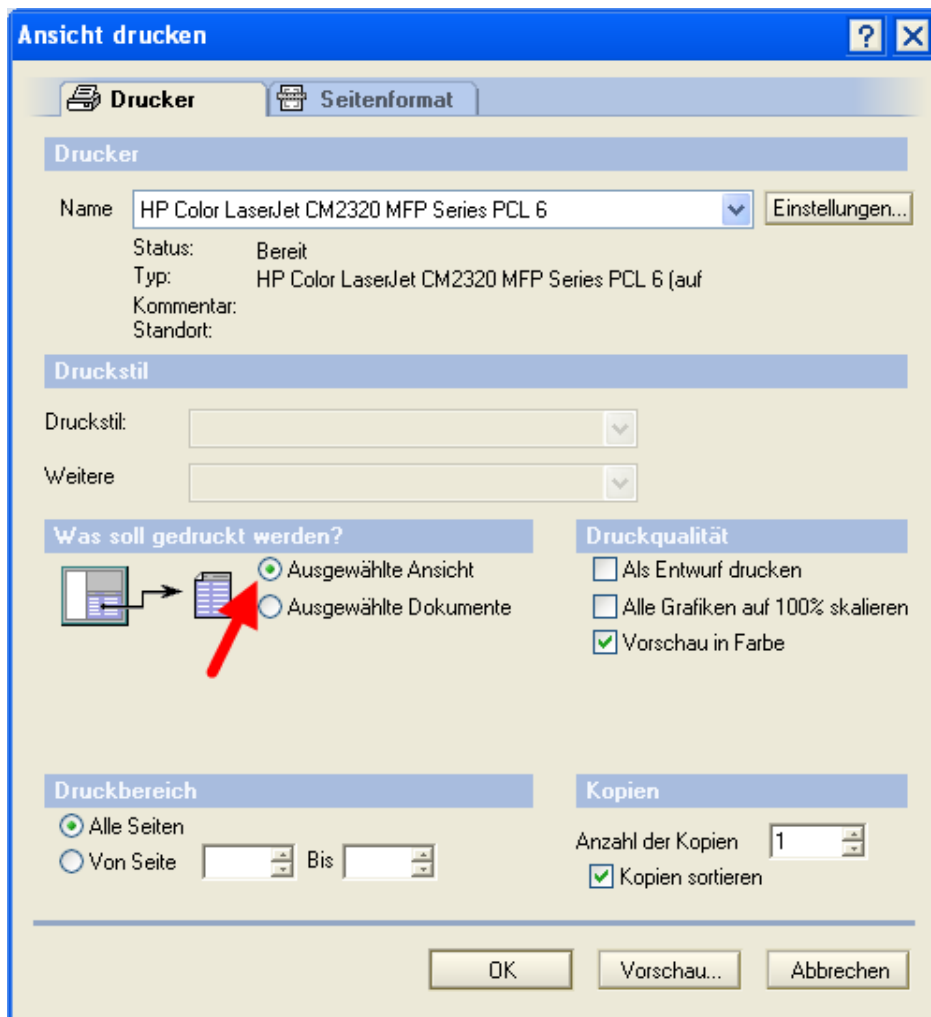 Ansicht drucken
Drucker Seitenformat
Drucker
Name HP Color LaserJet CM2320 MFP Series PCL 6 Einstellungen...
Status: Bereit
Typ: HP Color LaserJet CM2320 MFP Series PCL 6 (auf
Kommentar:
Standort:
Druckstil
Druckstil:
Weitere
Was soll gedruckt werden?
Ausgewählte Ansicht
Ausgewählte Dokumente
Druckqualität
Als Entwurf drucken
Alle Grafiken auf 100% skalieren
Vorschau in Farbe
Druckbereich
Alle Seiten
Von Seite Bis
Kopien
Anzahl der Kopien 1
Kopien sortieren
OK Vorschau... Abbrechen